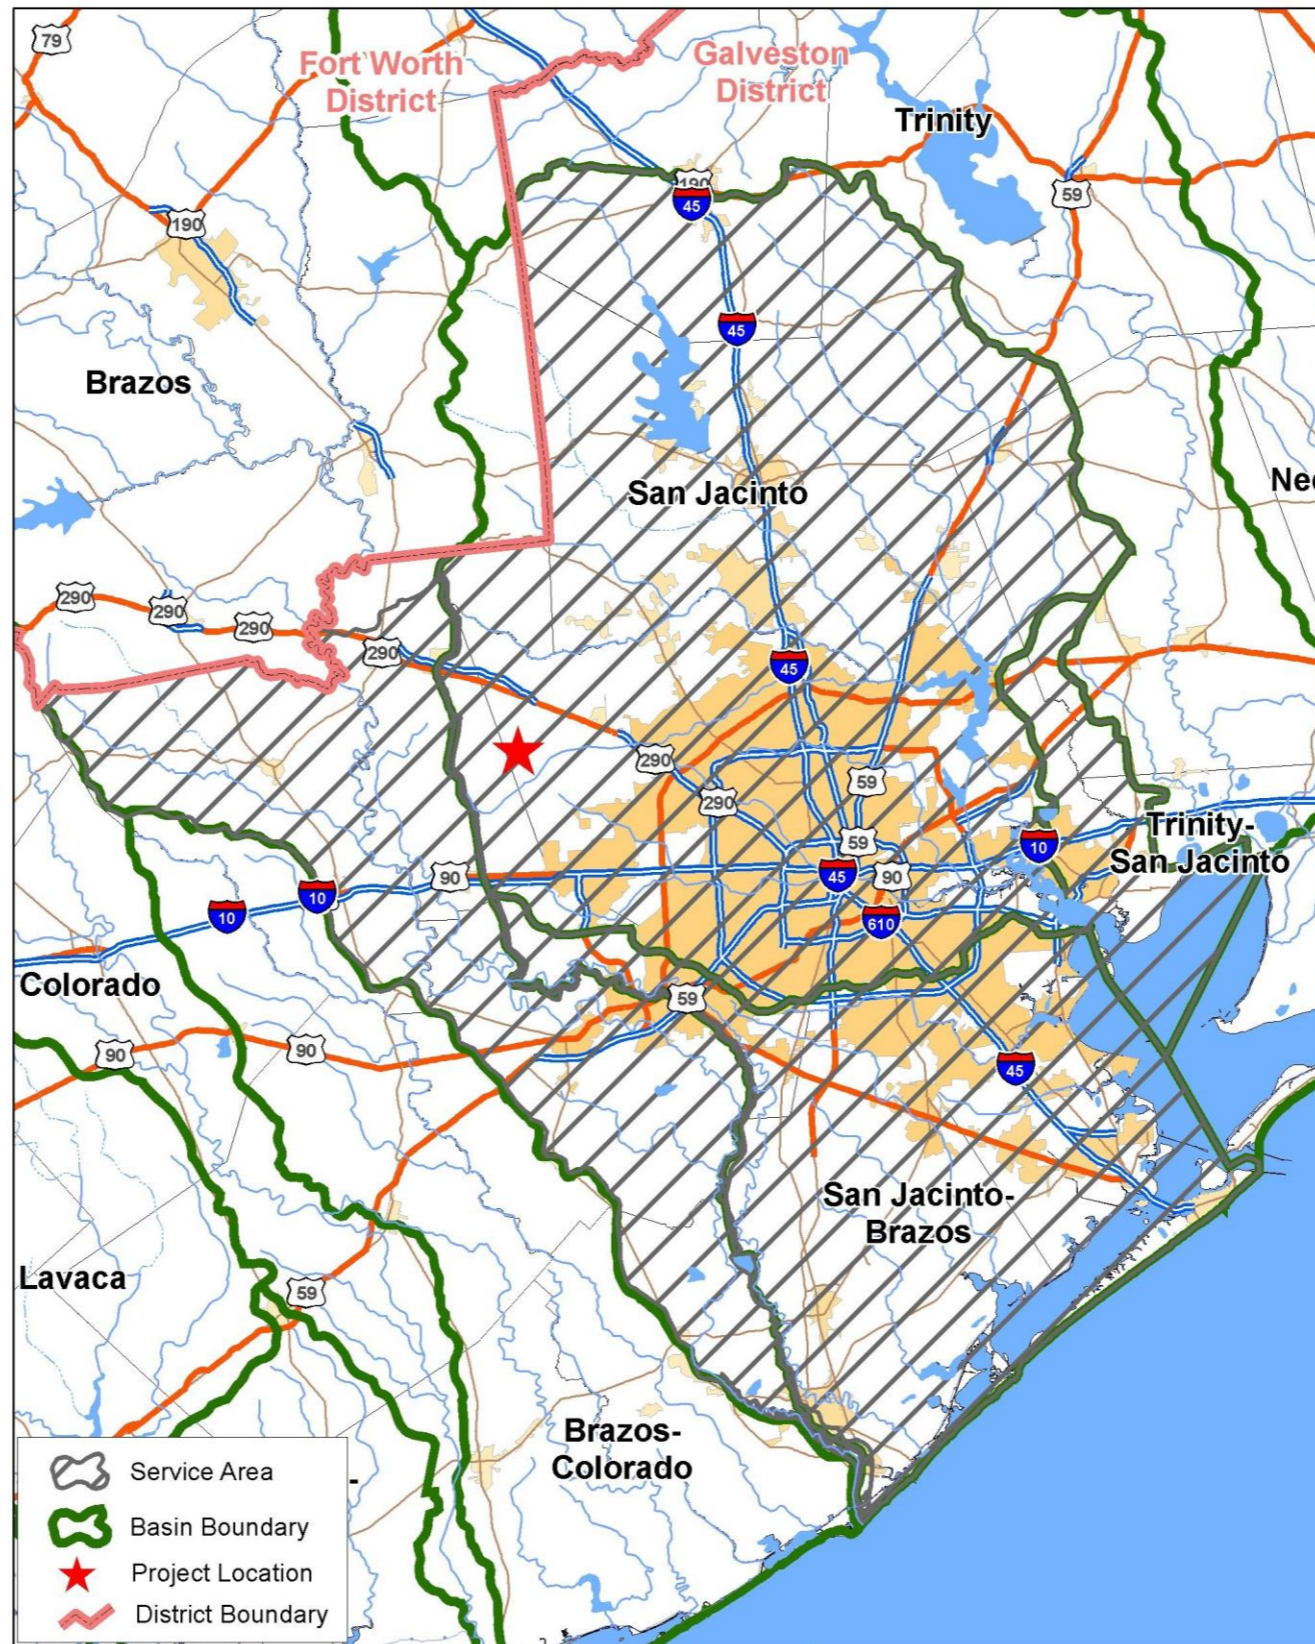 79
Fort Worth
District
Galveston
District
Trinity
190
45
59
190
45
Brazos
San Jacinto
290
290
290
290
45
290
290
59
59
10
Trinity-
San Jacinto
90
45
90
10
10
610
Colorado
59
90
90
45
San Jacinto-
Brazos
Lavaca
59
Brazos-
Colorado
Service Area
Basin Boundary
Project Location
District Boundary